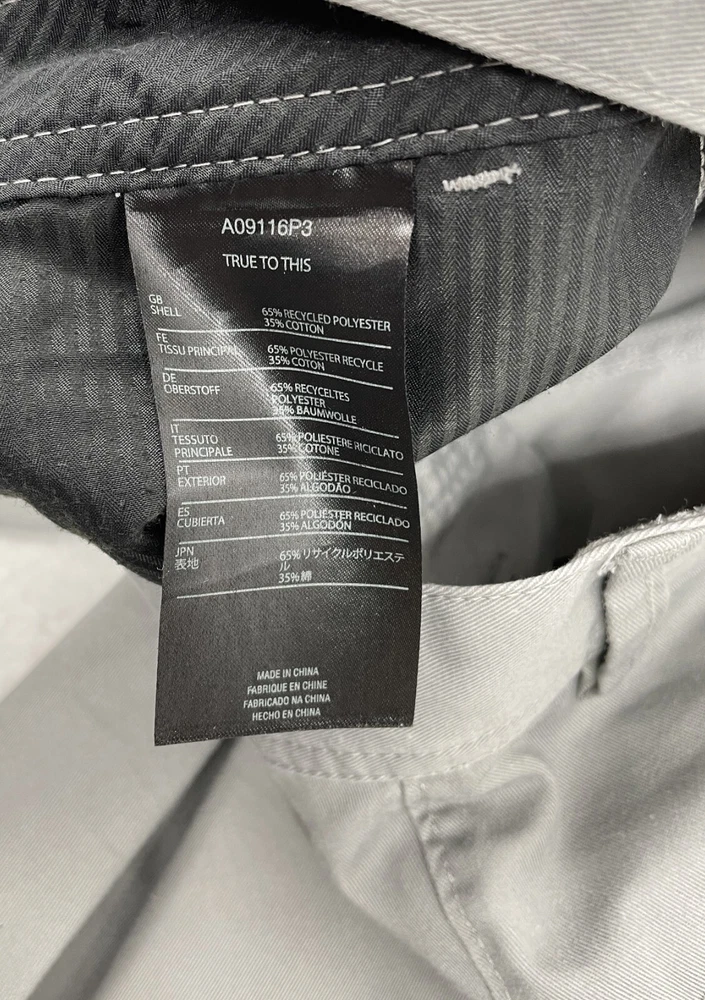 A09116P3
TRUE TO THIS
GB
SHELL
65% RECYCLED POLYESTER
35% COTTON
FE
TISSU PRINCIPAL
65% POLYESTER RECYCLE
35% COTON
DE
OBERSTOFF
65% RECYCELTES
POLYESTER
35% BAUMWOLLE
IT
TESSUTO
PRINCIPALE
65% POLIESTERE RICICLATO
35% COTONE
PT
EXTERIOR
65% POLIÉSTER RECICLADO
35% ALGODÃO
ES
CUBIERTA
65% POLIÉSTER RECICLADO
35% ALGODÓN
JPN
表地
65% リサイクルポリエステ
ル
35% 綿
MADE IN CHINA
FABRIQUE EN CHINE
FABRICADO NA CHINA
HECHO EN CHINA